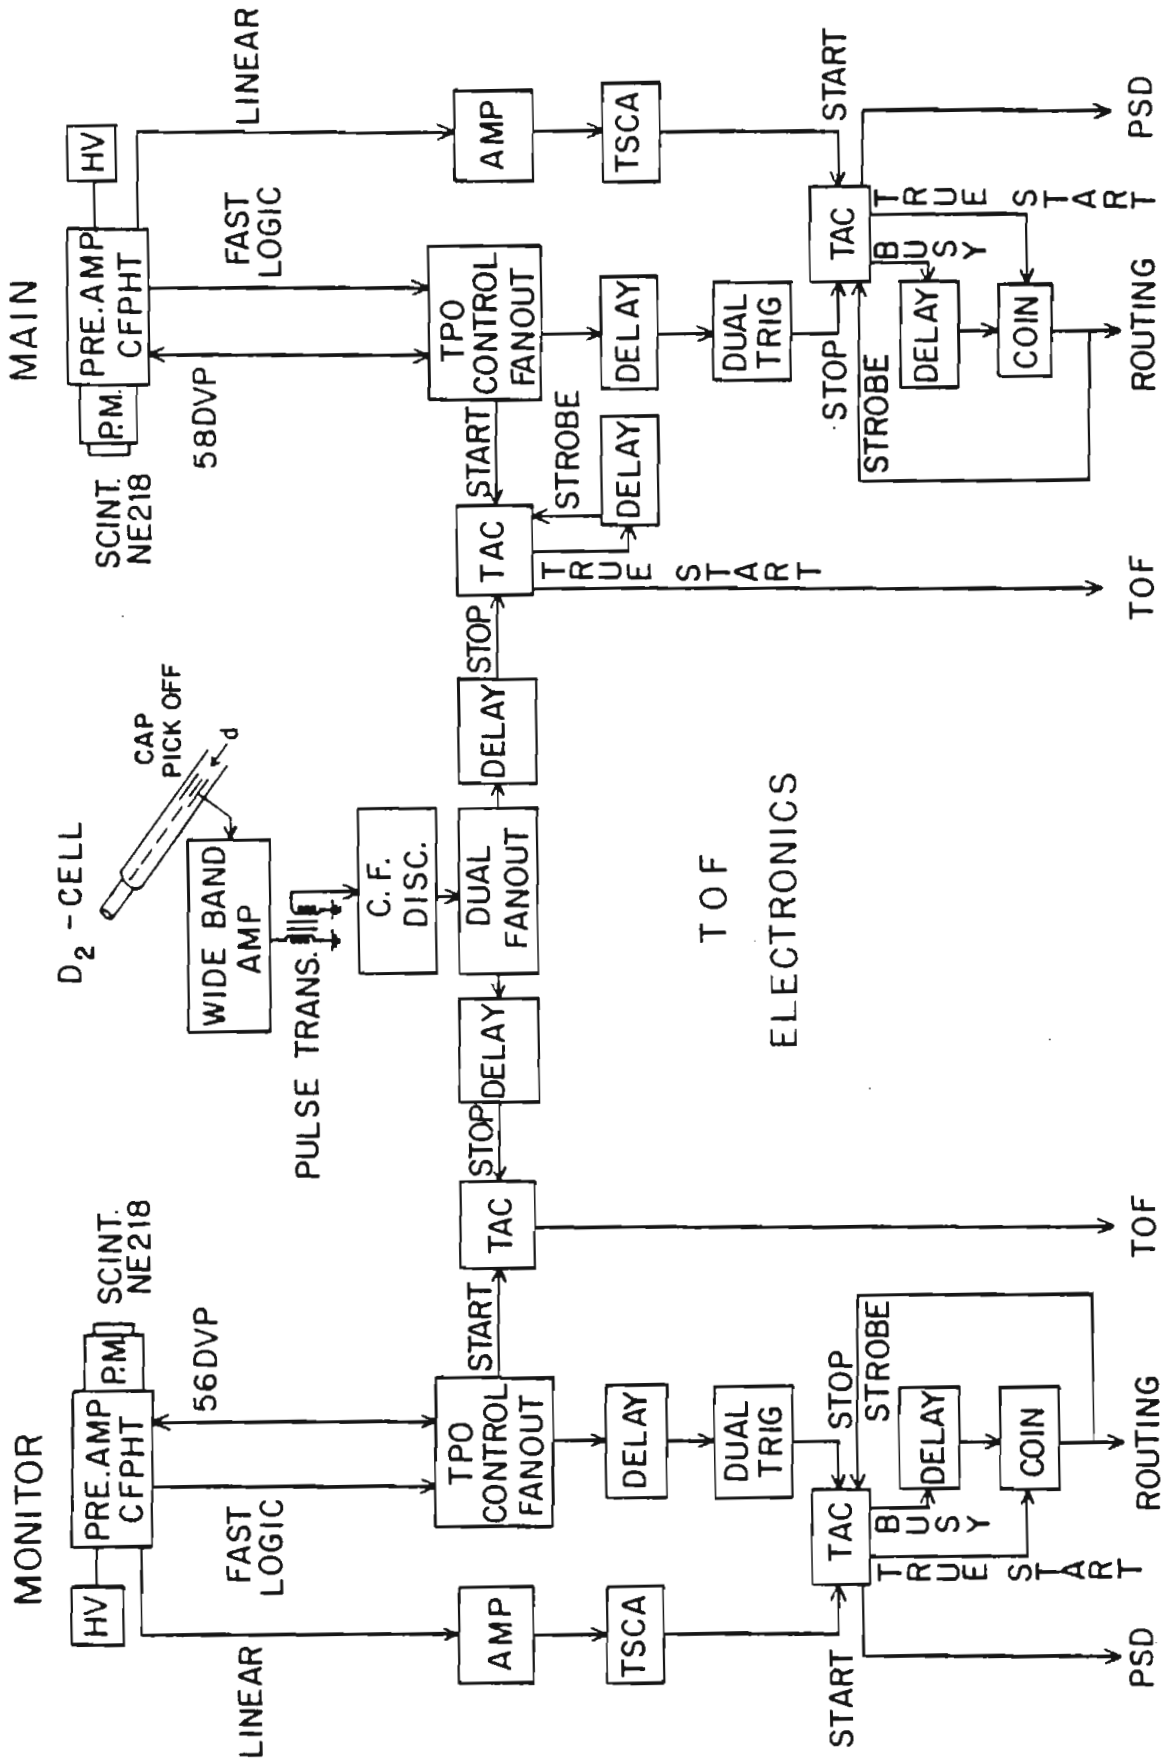 MONITOR
MAIN
HV
PRE.AMP
CFPHT
P.M.
SCINT.
NE218
D2 - CELL
CAP
PICK OFF
d
SCINT.
NE218
P.M.
PRE.AMP
CFPHT
HV
LINEAR
FAST
LOGIC
56DVP
WIDE BAND
AMP
PULSE TRANS.
C.F.
DISC.
58DVP
FAST
LOGIC
LINEAR
AMP
TPO
CONTROL
FANOUT
START
TAC
STOP
DELAY
DUAL
FANOUT
DELAY
STOP
TAC
START
TPO
CONTROL
FANOUT
AMP
TSCA
DELAY
TRUE START
STROBE
DELAY
DELAY
TSCA
DUAL
TRIG
TOF
ELECTRONICS
DUAL
TRIG
START
TAC
STOP
STROBE
BUSY
TRUE START
DELAY
COIN
STOP
STROBE
TAC
START
BUSY
TRUE START
DELAY
COIN
PSD
ROUTING
TOF
TOF
ROUTING
PSD